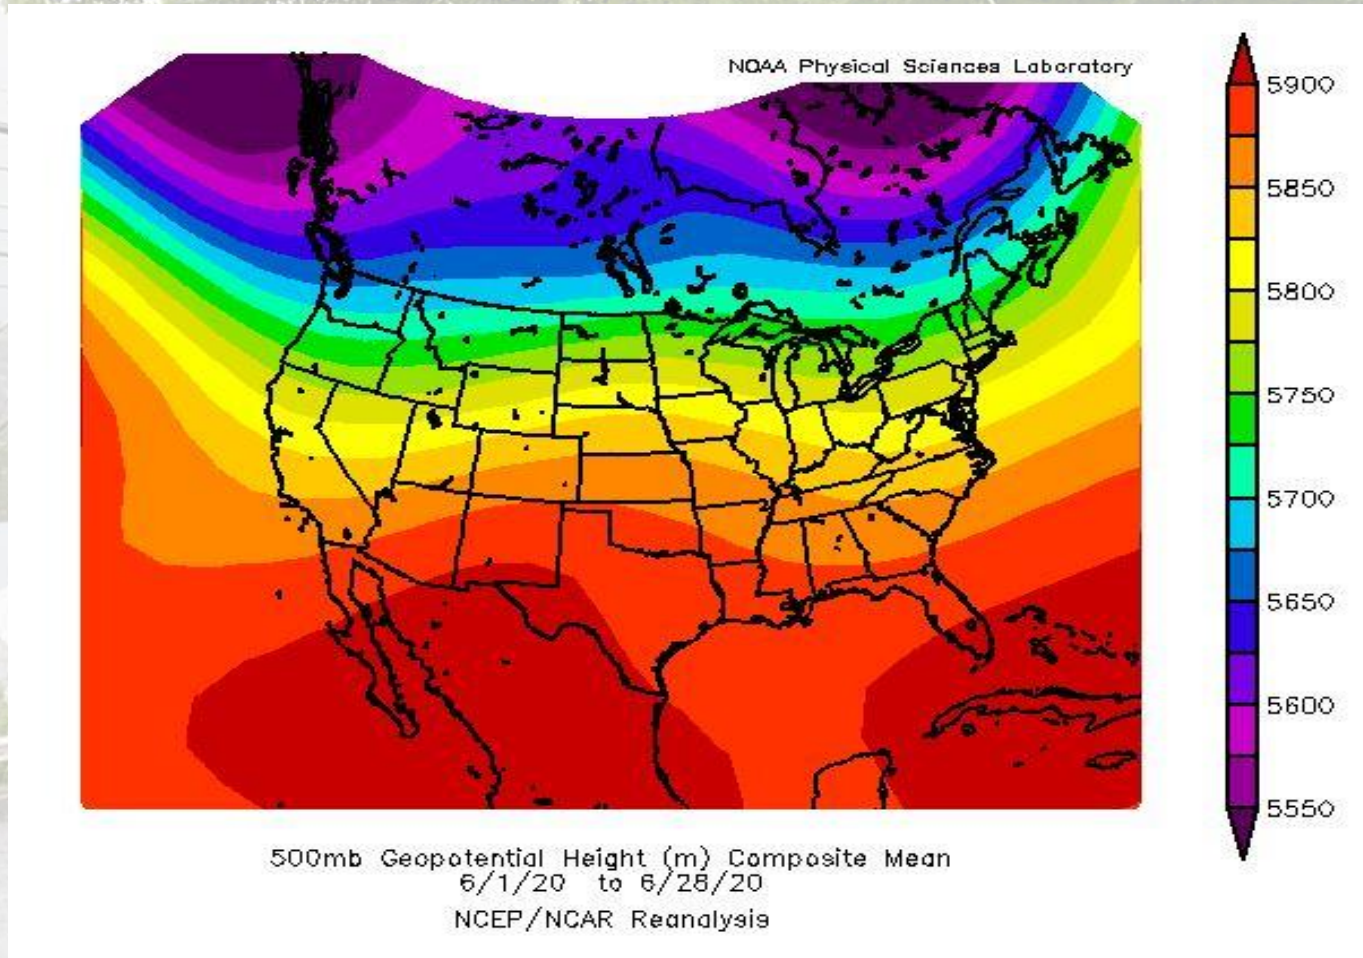 NOAA Physical Sciences Laboratory
5900
5850
5800
5750
5700
5650
5600
5550
500mb Geopotential Height (m) Composite Mean
6/1/20 to 6/28/20
NCEP/NCAR Reanalysis